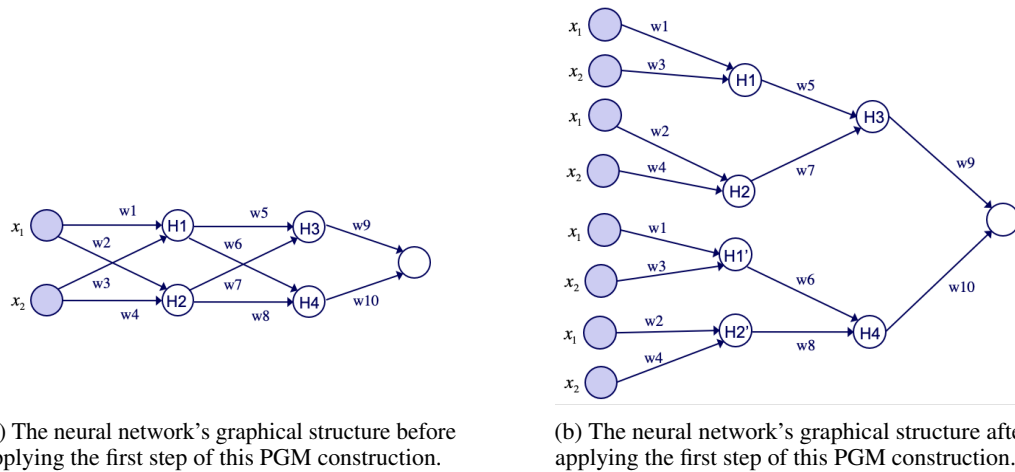 x₁
w1
x₂
w3
H1
w5
x₁
w2
H3
x₂
w4
w7
H2
w9
x₁
w1
H1'
x₂
w3
w6
w10
x₁
w2
H2'
w8
H4
x₂
w4
x₁
w1
H1
w5
H3
w9
w2
w6
w3
w7
x₂
w4
H2
w8
H4
w10
) The neural network's graphical structure before
plying the first step of this PGM construction.
(b) The neural network's graphical structure afte
applying the first step of this PGM construction.